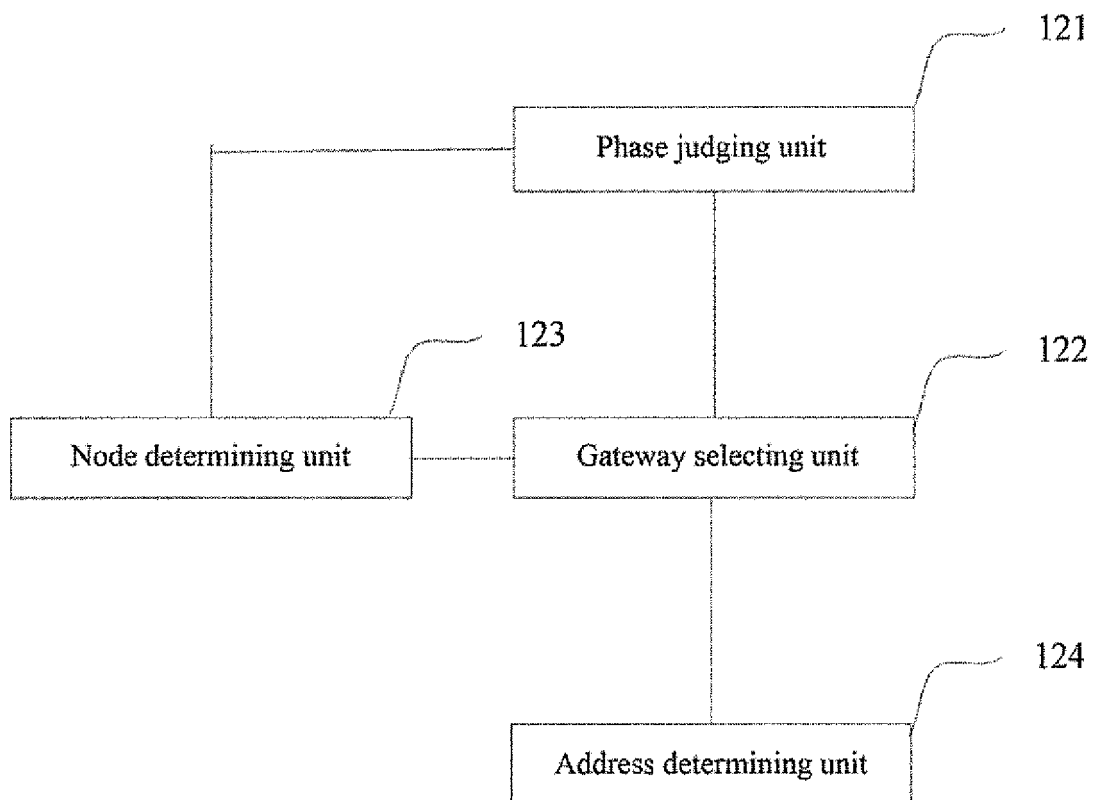 121
Phase judging unit
123
122
Node determining unit
Gateway selecting unit
124
Address determining unit